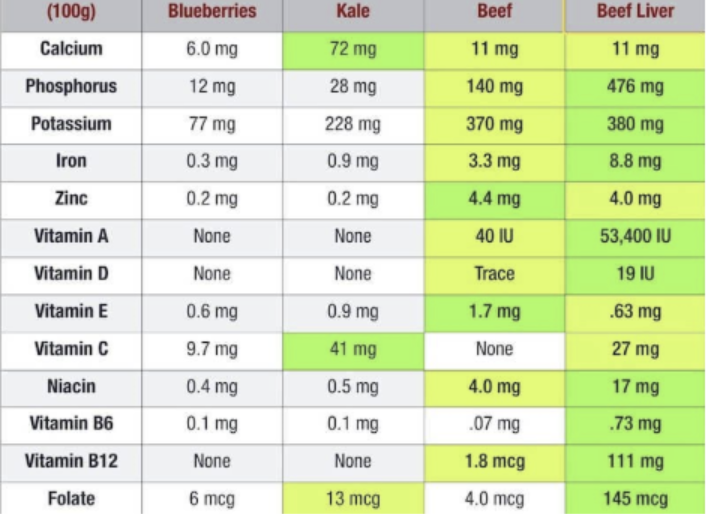 (100g) Blueberries Kale Beef Beef Liver
Calcium 6.0 mg 72 mg 11 mg 11 mg
Phosphorus 12 mg 28 mg 140 mg 476 mg
Potassium 77 mg 228 mg 370 mg 380 mg
Iron 0.3 mg 0.9 mg 3.3 mg 8.8 mg
Zinc 0.2 mg 0.2 mg 4.4 mg 4.0 mg
Vitamin A None None 40 IU 53,400 IU
Vitamin D None None Trace 19 IU
Vitamin E 0.6 mg 0.9 mg 1.7 mg .63 mg
Vitamin C 9.7 mg 41 mg None 27 mg
Niacin 0.4 mg 0.5 mg 4.0 mg 17 mg
Vitamin B6 0.1 mg 0.1 mg .07 mg .73 mg
Vitamin B12 None None 1.8 mcg 111 mg
Folate 6 mcg 13 mcg 4.0 mcg 145 mcg